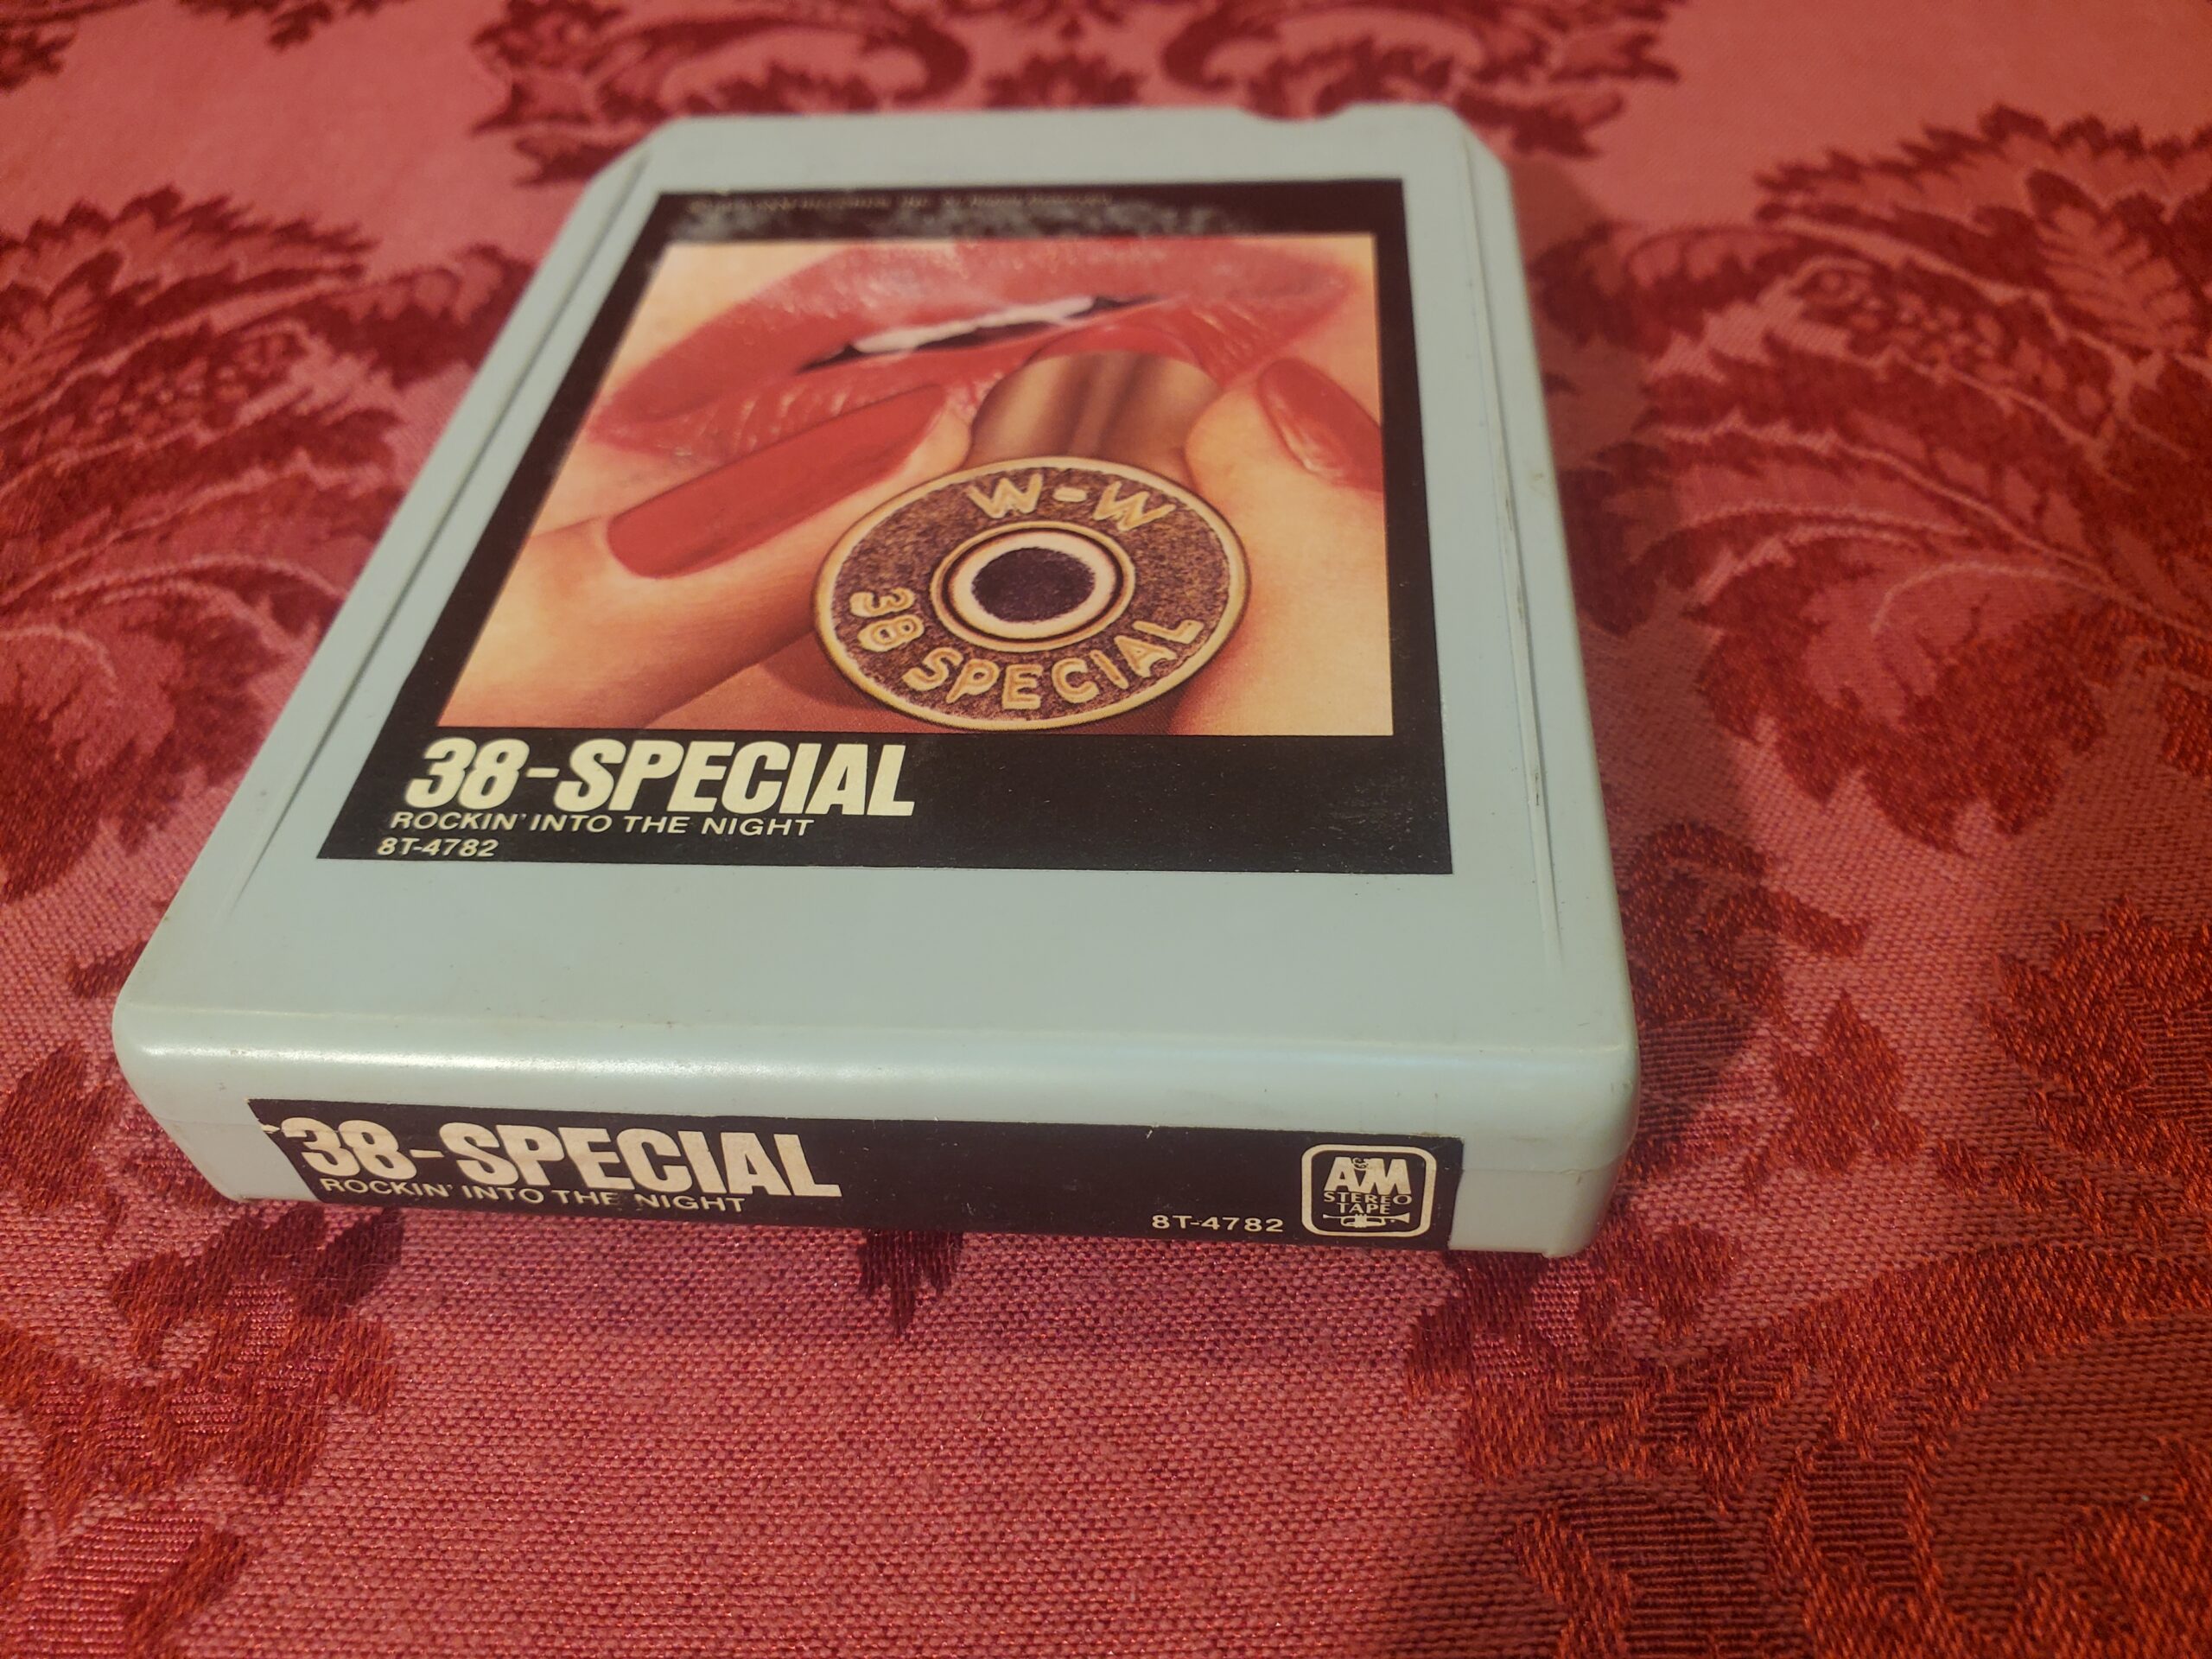 W-W
38 SPECIAL
38-SPECIAL
ROCKIN' INTO THE NIGHT
8T-4782
38-SPECIAL
ROCKIN' INTO THE NIGHT
8T-4782
A&M
STEREO
TAPE